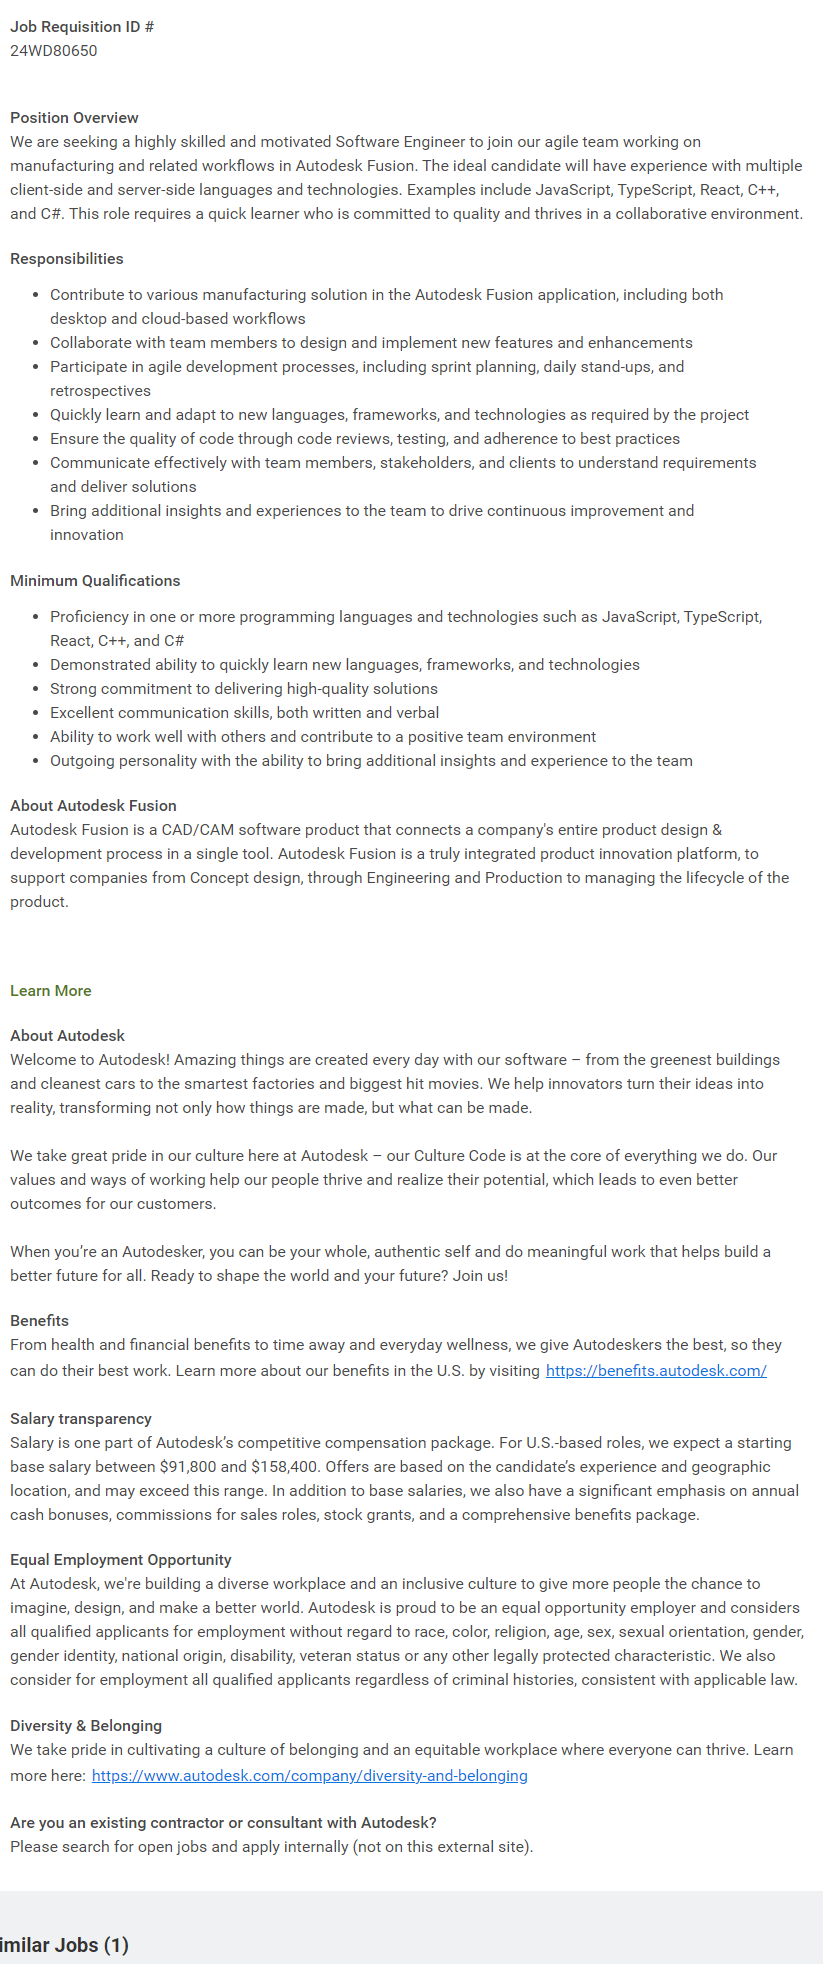 Job Requisition ID #
24WD80650
Position Overview
We are seeking a highly skilled and motivated Software Engineer to join our agile team working on
manufacturing and related workflows in Autodesk Fusion. The ideal candidate will have experience with multiple
client-side and server-side languages and technologies. Examples include JavaScript, TypeScript, React, C++,
and C#. This role requires a quick learner who is committed to quality and thrives in a collaborative environment.
Responsibilities
• Contribute to various manufacturing solution in the Autodesk Fusion application, including both
desktop and cloud-based workflows
• Collaborate with team members to design and implement new features and enhancements
• Participate in agile development processes, including sprint planning, daily stand-ups, and
retrospectives
• Quickly learn and adapt to new languages, frameworks, and technologies as required by the project
• Ensure the quality of code through code reviews, testing, and adherence to best practices
• Communicate effectively with team members, stakeholders, and clients to understand requirements
and deliver solutions
• Bring additional insights and experiences to the team to drive continuous improvement and
innovation
Minimum Qualifications
• Proficiency in one or more programming languages and technologies such as JavaScript, TypeScript,
React, C++, and C#
• Demonstrated ability to quickly learn new languages, frameworks, and technologies
• Strong commitment to delivering high-quality solutions
• Excellent communication skills, both written and verbal
• Ability to work well with others and contribute to a positive team environment
• Outgoing personality with the ability to bring additional insights and experience to the team
About Autodesk Fusion
Autodesk Fusion is a CAD/CAM software product that connects a company's entire product design &
development process in a single tool. Autodesk Fusion is a truly integrated product innovation platform, to
support companies from Concept design, through Engineering and Production to managing the lifecycle of the
product.
Learn More
About Autodesk
Welcome to Autodesk! Amazing things are created every day with our software – from the greenest buildings
and cleanest cars to the smartest factories and biggest hit movies. We help innovators turn their ideas into
reality, transforming not only how things are made, but what can be made.
We take great pride in our culture here at Autodesk – our Culture Code is at the core of everything we do. Our
values and ways of working help our people thrive and realize their potential, which leads to even better
outcomes for our customers.
When you’re an Autodesker, you can be your whole, authentic self and do meaningful work that helps build a
better future for all. Ready to shape the world and your future? Join us!
Benefits
From health and financial benefits to time away and everyday wellness, we give Autodeskers the best, so they
can do their best work. Learn more about our benefits in the U.S. by visiting https://benefits.autodesk.com/
Salary transparency
Salary is one part of Autodesk’s competitive compensation package. For U.S.-based roles, we expect a starting
base salary between $91,800 and $158,400. Offers are based on the candidate’s experience and geographic
location, and may exceed this range. In addition to base salaries, we also have a significant emphasis on annual
cash bonuses, commissions for sales roles, stock grants, and a comprehensive benefits package.
Equal Employment Opportunity
At Autodesk, we're building a diverse workplace and an inclusive culture to give more people the chance to
imagine, design, and make a better world. Autodesk is proud to be an equal opportunity employer and considers
all qualified applicants for employment without regard to race, color, religion, age, sex, sexual orientation, gender,
gender identity, national origin, disability, veteran status or any other legally protected characteristic. We also
consider for employment all qualified applicants regardless of criminal histories, consistent with applicable law.
Diversity & Belonging
We take pride in cultivating a culture of belonging and an equitable workplace where everyone can thrive. Learn
more here: https://www.autodesk.com/company/diversity-and-belonging
Are you an existing contractor or consultant with Autodesk?
Please search for open jobs and apply internally (not on this external site).
imilar Jobs (1)